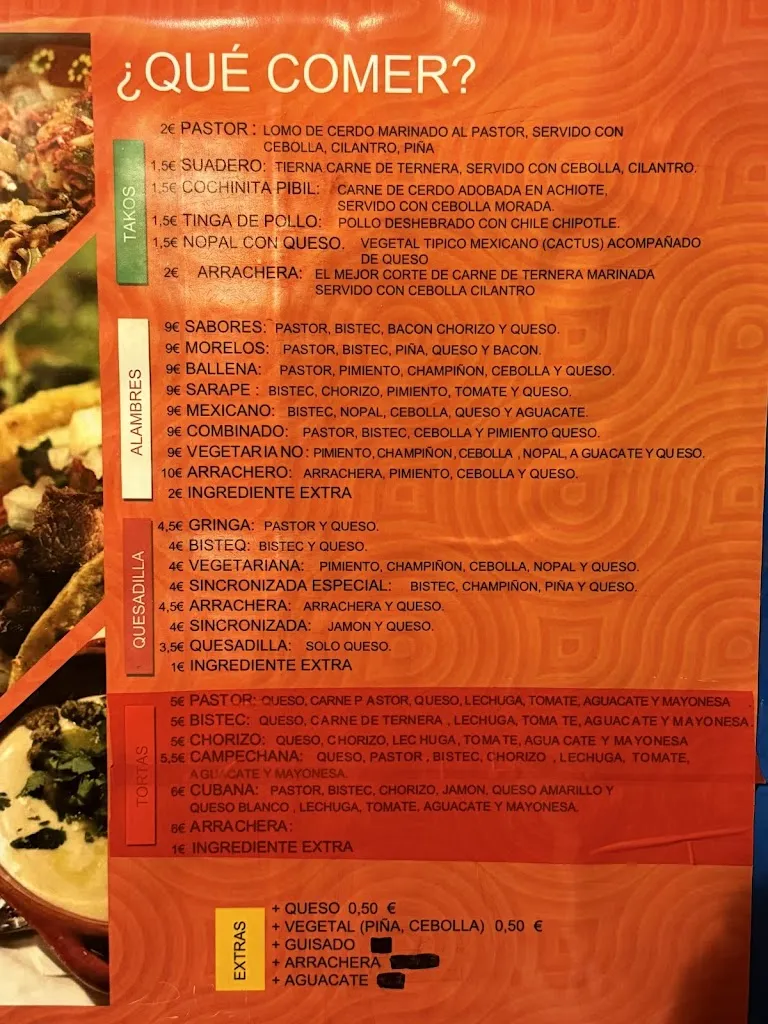 ¿QUÉ COMER?
TAKOS
2€ PASTOR: LOMO DE CERDO MARINADO AL PASTOR, SERVIDO CON
CEBOLLA, CILANTRO, PIÑA
1,5€ SUADERO: TIERNA CARNE DE TERNERA, SERVIDO CON CEBOLLA, CILANTRO.
1,5€ COCHINITA PIBIL: CARNE DE CERDO ADOBADA EN ACHIOTE,
SERVIDO CON CEBOLLA MORADA.
1,5€ TINGA DE POLLO: POLLO DESHEBRADO CON CHILE CHIPOTLE.
1,5€ NOPAL CON QUESO. VEGETAL TIPICO MEXICANO (CACTUS) ACOMPAÑADO
DE QUESO
2€ ARRACHERA: EL MEJOR CORTE DE CARNE DE TERNERA MARINADA
SERVIDO CON CEBOLLA CILANTRO
ALAMBRES
9€ SABORES: PASTOR, BISTEC, BACON CHORIZO Y QUESO.
9€ MORELOS: PASTOR, BISTEC, PIÑA, QUESO Y BACON.
9€ BALLENA: PASTOR, PIMIENTO, CHAMPIÑON, CEBOLLA Y QUESO.
9€ SARAPE : BISTEC, CHORIZO, PIMIENTO, TOMATE Y QUESO.
9€ MEXICANO: BISTEC, NOPAL, CEBOLLA, QUESO Y AGUACATE.
9€ COMBINADO: PASTOR, BISTEC, CEBOLLA Y PIMIENTO QUESO.
9€ VEGETARIANO: PIMIENTO, CHAMPIÑON, CEBOLLA , NOPAL, A GUACATE Y QUESO.
10€ ARRACHERO: ARRACHERA, PIMIENTO, CEBOLLA Y QUESO.
2€ INGREDIENTE EXTRA
QUESADILLA
4,5€ GRINGA: PASTOR Y QUESO.
4€ BISTEQ: BISTEC Y QUESO.
4€ VEGETARIANA: PIMIENTO, CHAMPIÑON, CEBOLLA, NOPAL Y QUESO.
4€ SINCRONIZADA ESPECIAL: BISTEC, CHAMPIÑON, PIÑA Y QUESO.
4,5€ ARRACHERA: ARRACHERA Y QUESO.
4€ SINCRONIZADA: JAMON Y QUESO.
3,5€ QUESADILLA: SOLO QUESO.
1€ INGREDIENTE EXTRA
TORTAS
5€ PASTOR: QUESO, CARNE P ASTOR, QUESO, LECHUGA, TOMATE, AGUACATE Y MAYONESA
5€ BISTEC: QUESO, CARNE DE TERNERA , LECHUGA, TOMA TE, AGUACATE Y MAYONESA.
5€ CHORIZO: QUESO, CHORIZO, LEC HUGA, TOMATE, AGUA CATE Y MAYONESA
5,5€ CAMPECHANA: QUESO, PASTOR , BISTEC, CHORIZO , LECHUGA, TOMATE,
AGUACATE Y MAYONESA.
6€ CUBANA: PASTOR, BISTEC, CHORIZO, JAMON, QUESO AMARILLO Y
QUESO BLANCO , LECHUGA, TOMATE, AGUACATE Y MAYONESA.
6€ ARRACHERA:
1€ INGREDIENTE EXTRA
EXTRAS
+ QUESO 0,50 €
+ VEGETAL (PIÑA, CEBOLLA) 0,50 €
+ GUISADO
+ ARRACHERA
+ AGUACATE